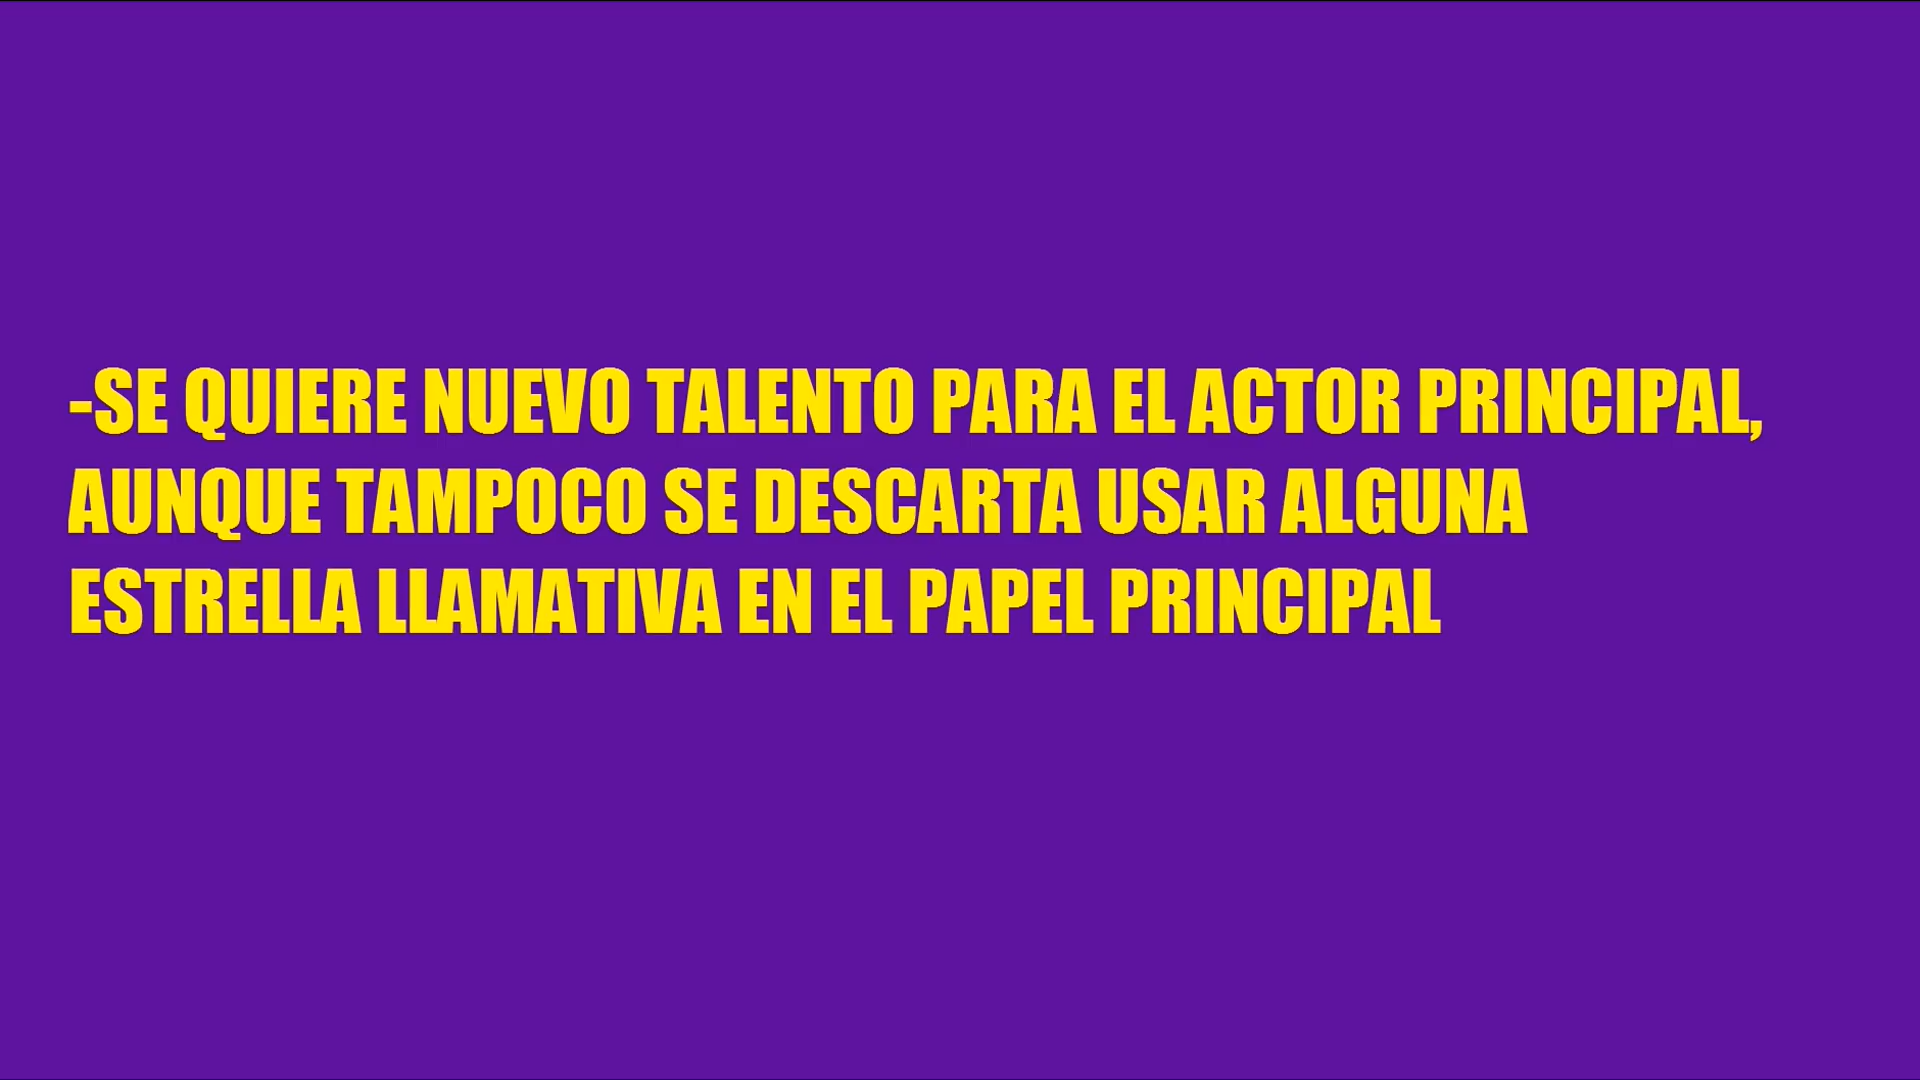 -SE QUIERE NUEVO TALENTO PARA EL ACTOR PRINCIPAL,
AUNQUE TAMPOCO SE DESCARTA USAR ALGUNA
ESTRELLA LLAMATIVA EN EL PAPEL PRINCIPAL